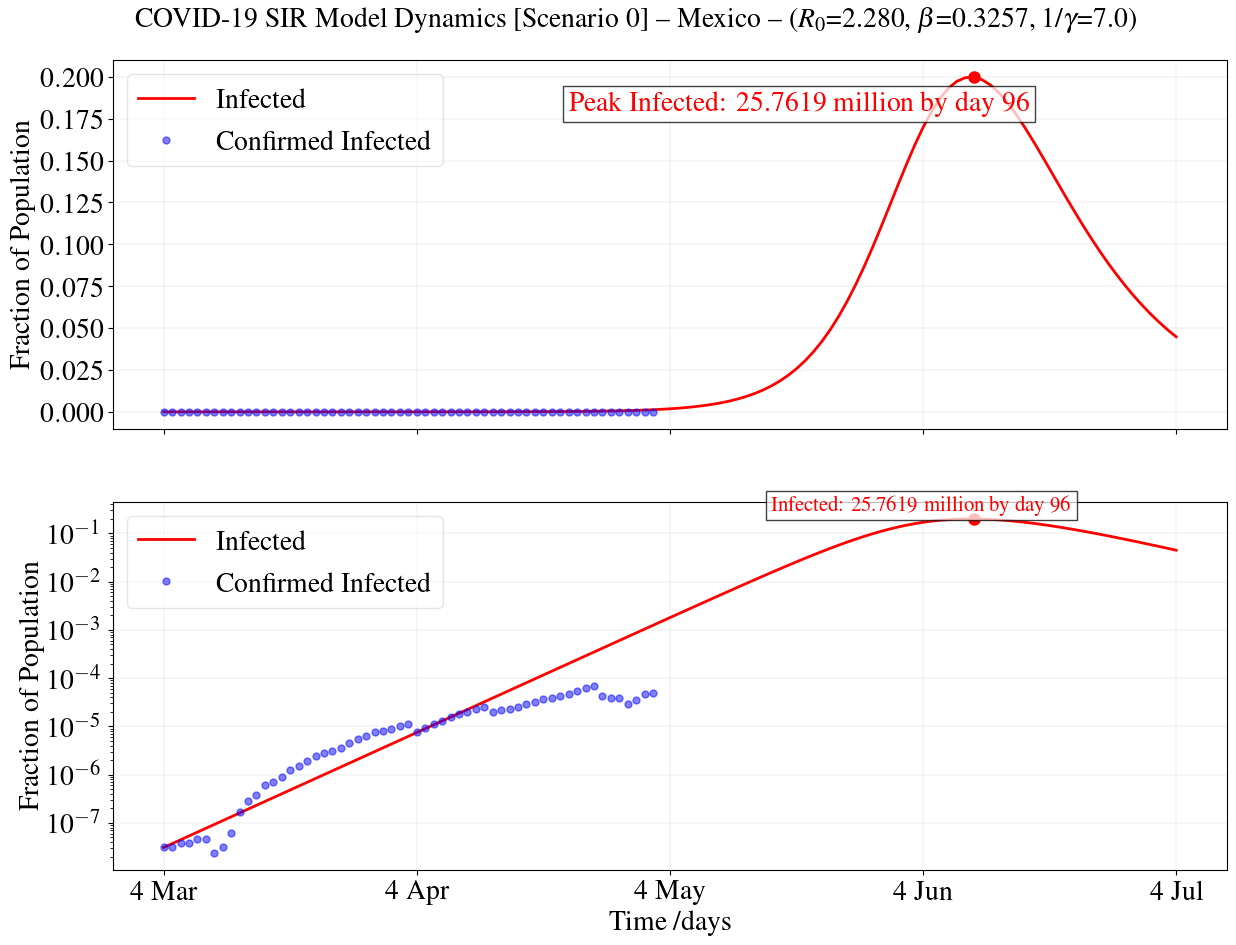 COVID-19 SIR Model Dynamics [Scenario 0] – Mexico – (R₀=2.280, β=0.3257, 1/γ=7.0)
Fraction of Population
0.200
0.175
0.150
0.125
0.100
0.075
0.050
0.025
0.000
Infected
Confirmed Infected
Peak Infected: 25.7619 million by day 96
Fraction of Population
10⁻¹
10⁻²
10⁻³
10⁻⁴
10⁻⁵
10⁻⁶
10⁻⁷
Infected
Confirmed Infected
Infected: 25.7619 million by day 96
4 Mar
4 Apr
4 May
4 Jun
4 Jul
Time /days